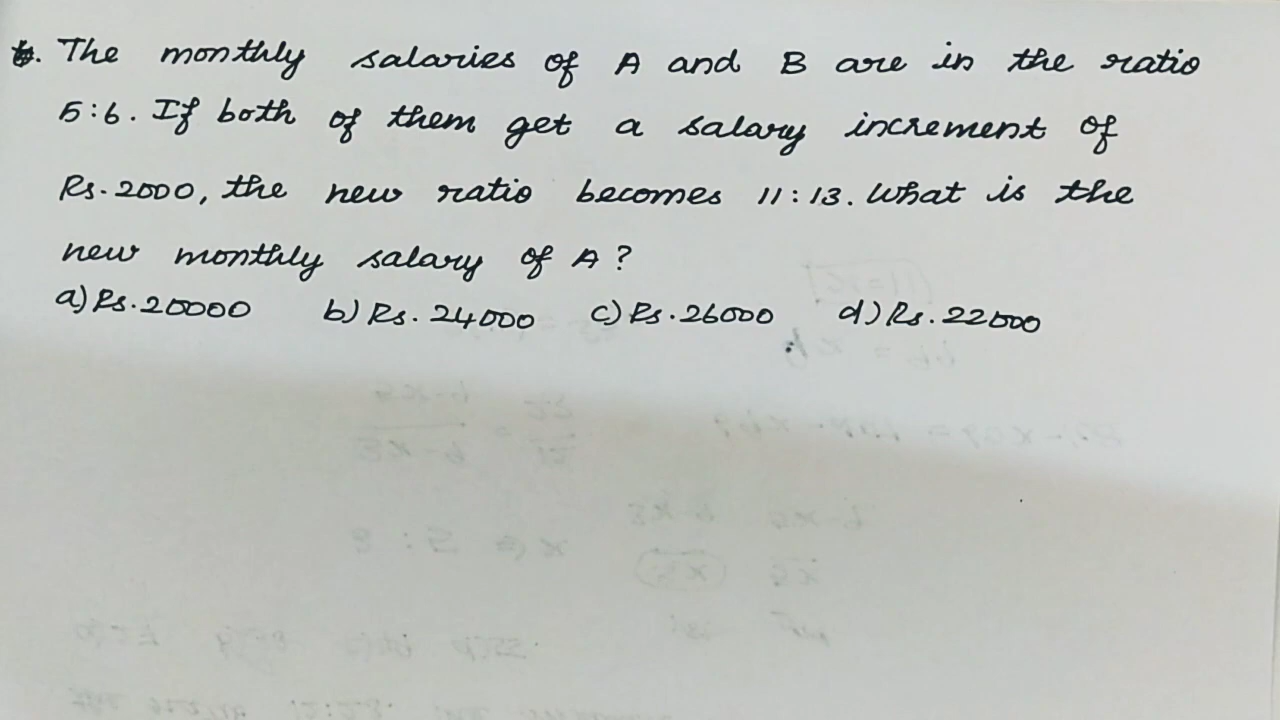 The monthly salaries of A and B are in the ratio
5:6. If both of them get a salary increment of
Rs. 2000, the new ratio becomes 11:13. What is the
new monthly salary of A?
a) Rs. 20000 b) Rs. 24000 c) Rs. 26000 d) Rs. 22000